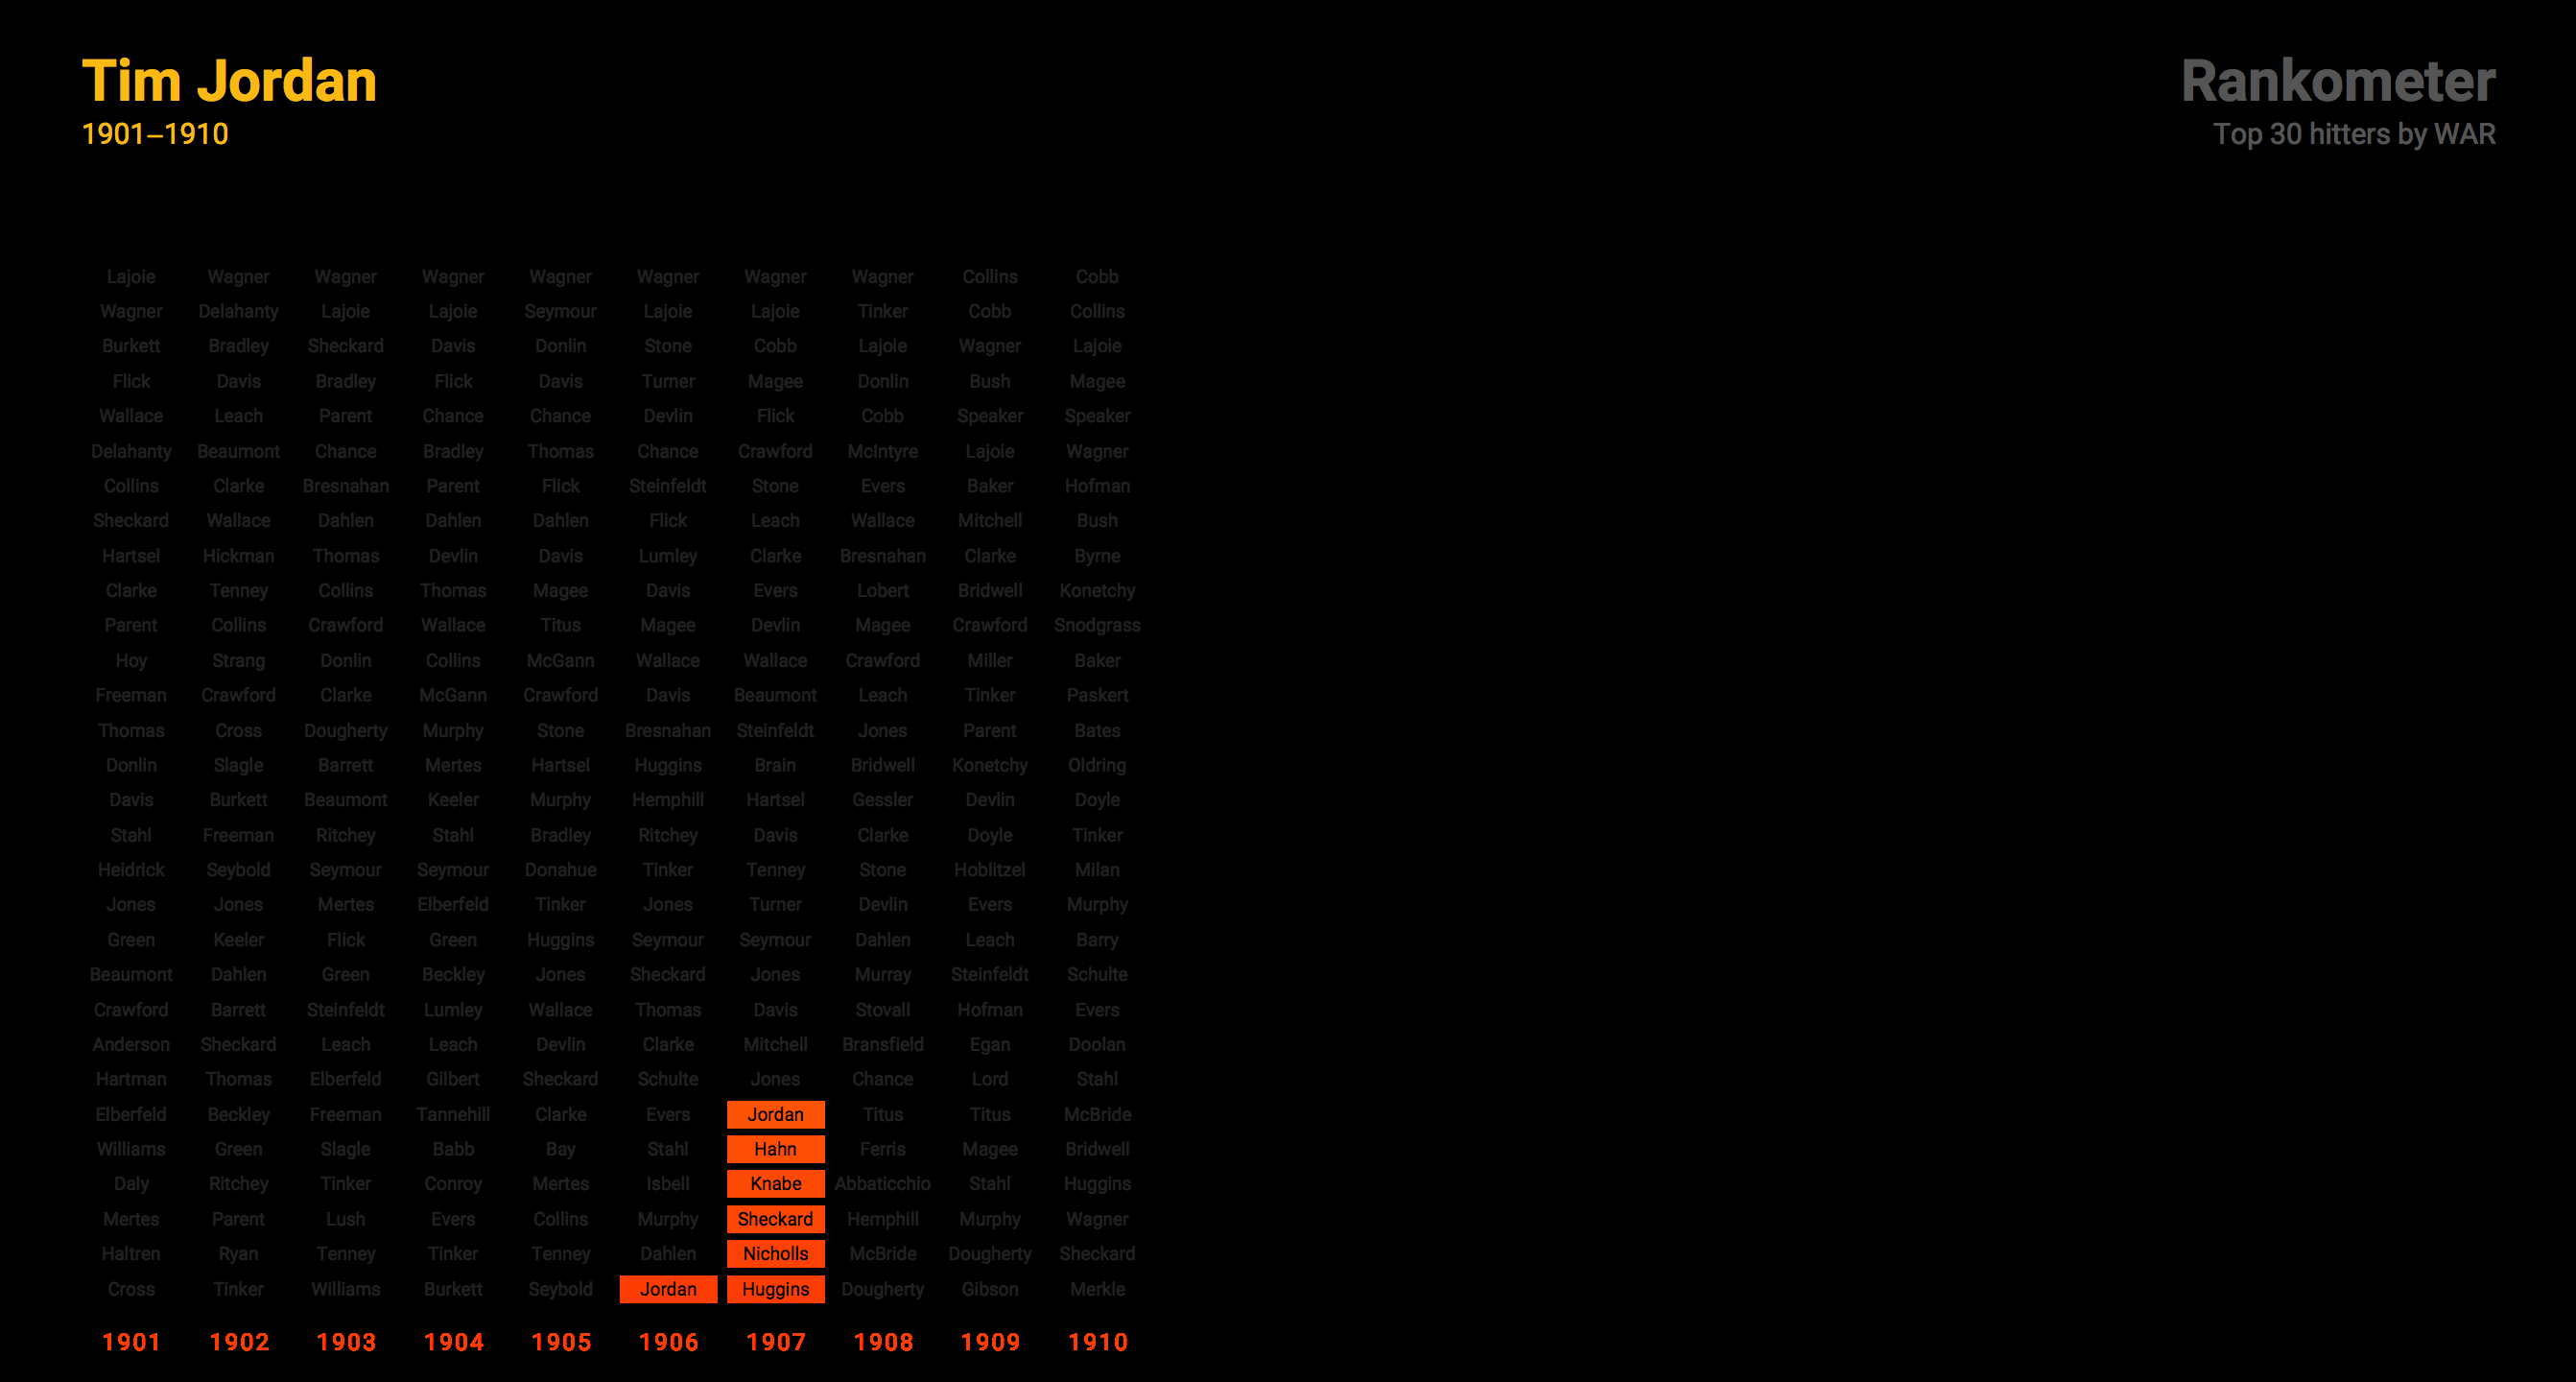 Tim Jordan
1901–1910
Rankometer
Top 30 hitters by WAR
Lajoie Wagner Wagner Wagner Wagner Wagner Wagner Wagner Collins Cobb
Wagner Delahanty Lajoie Lajoie Seymour Lajoie Lajoie Tinker Cobb Collins
Burkett Bradley Sheckard Davis Donlin Stone Cobb Lajoie Wagner Lajoie
Flick Davis Bradley Flick Davis Turner Magee Donlin Bush Magee
Wallace Leach Parent Chance Chance Devlin Flick Cobb Speaker Speaker
Delahanty Beaumont Chance Bradley Thomas Chance Crawford McIntyre Lajoie Wagner
Collins Clarke Bresnahan Parent Flick Steinfeldt Stone Evers Baker Hofman
Sheckard Wallace Dahlen Dahlen Dahlen Flick Leach Wallace Mitchell Bush
Hartsel Hickman Thomas Devlin Davis Lumley Clarke Bresnahan Clarke Byrne
Clarke Tenney Collins Thomas Magee Davis Evers Lobert Bridwell Konetchy
Parent Collins Crawford Wallace Titus Magee Devlin Magee Crawford Snodgrass
Hoy Strang Donlin Collins McGann Wallace Wallace Crawford Miller Baker
Freeman Crawford Clarke McGann Crawford Davis Beaumont Leach Tinker Paskert
Thomas Cross Dougherty Murphy Stone Bresnahan Steinfeldt Jones Parent Bates
Donlin Slagle Barrett Mertes Hartsel Huggins Brain Bridwell Konetchy Oldring
Davis Burkett Beaumont Keeler Murphy Hemphill Hartsel Gessler Devlin Doyle
Stahl Freeman Ritchey Stahl Bradley Ritchey Davis Clarke Doyle Tinker
Heidrick Seybold Seymour Seymour Donahue Tinker Tenney Stone Hoblitzel Milan
Jones Jones Mertes Elberfeld Tinker Jones Turner Devlin Evers Murphy
Green Keeler Flick Green Huggins Seymour Seymour Dahlen Leach Barry
Beaumont Dahlen Green Beckley Jones Sheckard Jones Murray Steinfeldt Schulte
Crawford Barrett Steinfeldt Lumley Wallace Thomas Davis Stovall Hofman Evers
Anderson Sheckard Leach Leach Devlin Clarke Mitchell Bransfield Egan Doolan
Hartman Thomas Elberfeld Gilbert Sheckard Schulte Jones Chance Lord Stahl
Elberfeld Beckley Freeman Tannehill Clarke Evers Jordan Titus Titus McBride
Williams Green Slagle Babb Bay Stahl Hahn Ferris Magee Bridwell
Daly Ritchey Tinker Conroy Mertes Isbell Knabe Abbaticchio Stahl Huggins
Mertes Parent Lush Evers Collins Murphy Sheckard Hemphill Murphy Wagner
Haltren Ryan Tenney Tinker Tenney Dahlen Nicholls McBride Dougherty Sheckard
Cross Tinker Williams Burkett Seybold Jordan Huggins Dougherty Gibson Merkle
1901 1902 1903 1904 1905 1906 1907 1908 1909 1910